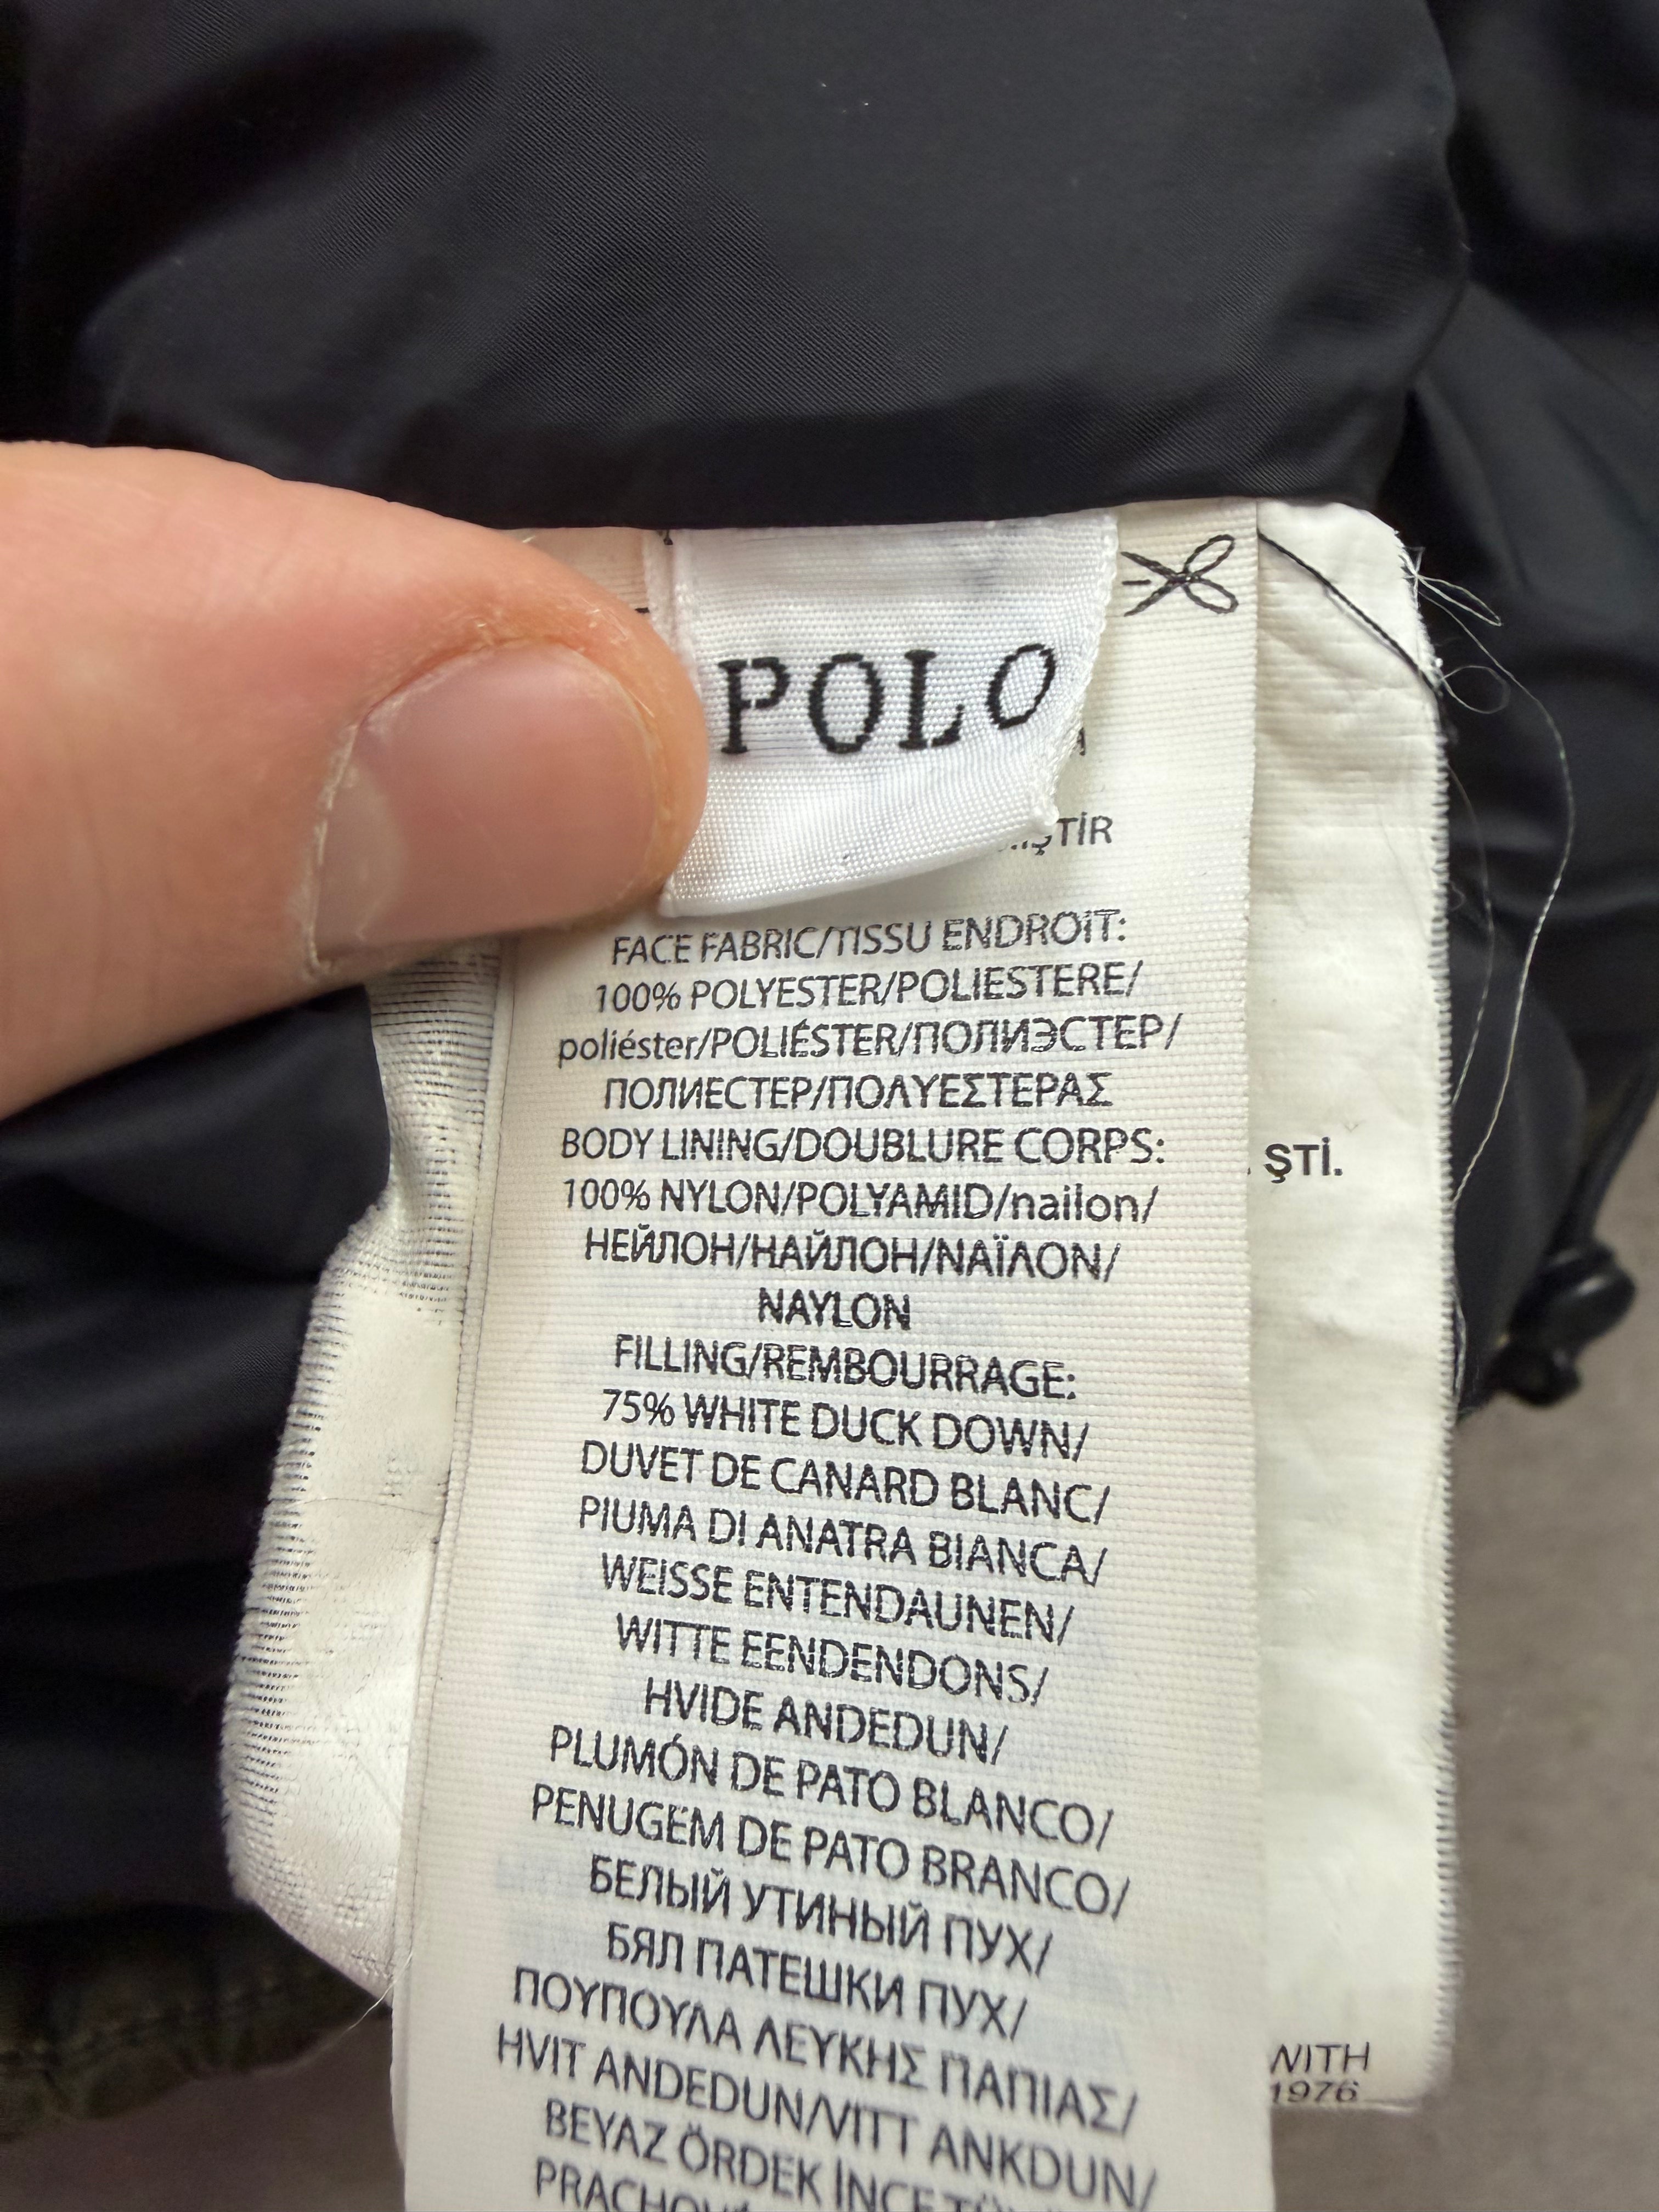 POLO
FACE FABRIC/TISSU ENDROIT:
100% POLYESTER/POLIESTERE/
poliéster/POLIÉSTER/ПОЛИЭСТЕР/
ПОЛИЕСТЕР/ΠΟΛΥΕΣΤΕΡΑΣ
BODY LINING/DOUBLURE CORPS:
100% NYLON/POLYAMID/nailon/
НЕЙЛОН/НАЙЛОН/ΝΑΪΛΟΝ/
NAYLON
FILLING/REMBOURRAGE:
75% WHITE DUCK DOWN/
DUVET DE CANARD BLANC/
PIUMA DI ANATRA BIANCA/
WEISSE ENTENDAUNEN/
WITTE EENDENDONS/
HVIDE ANDEDUN/
PLUMÓN DE PATO BLANCO/
PENUGEM DE PATO BRANCO/
БЕЛЫЙ УТИНЫЙ ПУХ/
БЯЛ ПАТЕШКИ ПУХ/
ΠΟΥΠΟΥΛΑ ΛΕΥΚΗΣ ΠΑΠΙΑΣ/
HVIT ANDEDUN/VITT ANKDUN/
BEYAZ ÖRDEK
ŞTİ.
1976